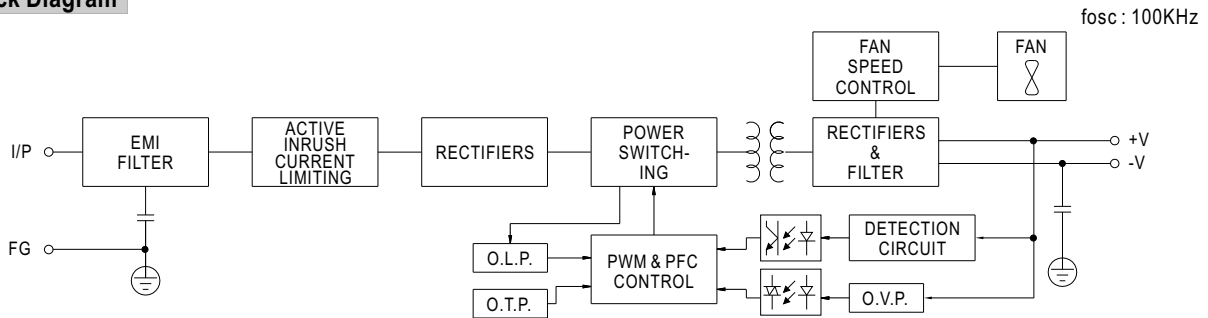 ck Diagram
fosc : 100KHz
FAN
SPEED
CONTROL
FAN
I/P
EMI
FILTER
ACTIVE
INRUSH
CURRENT
LIMITING
RECTIFIERS
POWER
SWITCH-
ING
RECTIFIERS
&
FILTER
+V
-V
FG
O.L.P.
O.T.P.
PWM & PFC
CONTROL
DETECTION
CIRCUIT
O.V.P.